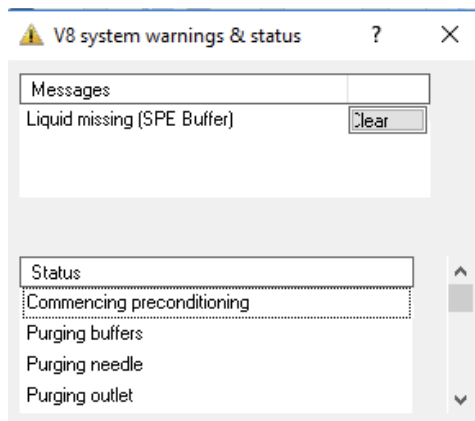 V8 system warnings & status ?
Messages
Liquid missing (SPE Buffer) Clear
Status
Commencing preconditioning
Purging buffers
Purging needle
Purging outlet